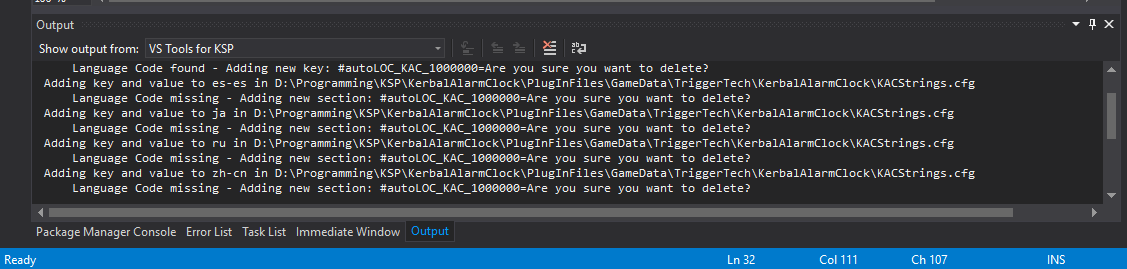 Output
Show output from: VS Tools for KSP
Language Code found - Adding new key: #autoLOC_KAC_1000000=Are you sure you want to delete?
Adding key and value to es-es in D:\Programming\KSP\KerbalAlarmClock\PlugInFiles\GameData\TriggerTech\KerbalAlarmClock\KACStrings.cfg
Language Code missing - Adding new section: #autoLOC_KAC_1000000=Are you sure you want to delete?
Adding key and value to ja in D:\Programming\KSP\KerbalAlarmClock\PlugInFiles\GameData\TriggerTech\KerbalAlarmClock\KACStrings.cfg
Language Code missing - Adding new section: #autoLOC_KAC_1000000=Are you sure you want to delete?
Adding key and value to ru in D:\Programming\KSP\KerbalAlarmClock\PlugInFiles\GameData\TriggerTech\KerbalAlarmClock\KACStrings.cfg
Language Code missing - Adding new section: #autoLOC_KAC_1000000=Are you sure you want to delete?
Adding key and value to zh-cn in D:\Programming\KSP\KerbalAlarmClock\PlugInFiles\GameData\TriggerTech\KerbalAlarmClock\KACStrings.cfg
Language Code missing - Adding new section: #autoLOC_KAC_1000000=Are you sure you want to delete?
Package Manager Console Error List Task List Immediate Window Output
Ready Ln 32 Col 111 Ch 107 INS